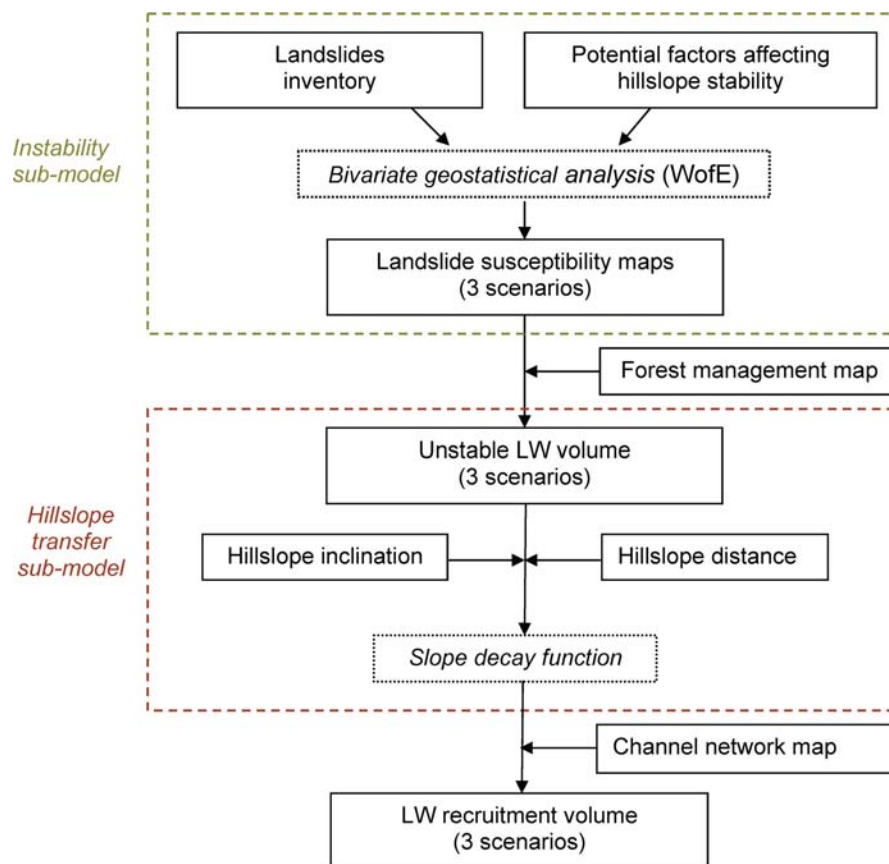 Landslides
inventory
Potential factors affecting
hillslope stability
Instability
sub-model
Bivariate geostatistical analysis (WofE)
Landslide susceptibility maps
(3 scenarios)
Forest management map
Unstable LW volume
(3 scenarios)
Hillslope
transfer
sub-model
Hillslope inclination
Hillslope distance
Slope decay function
Channel network map
LW recruitment volume
(3 scenarios)